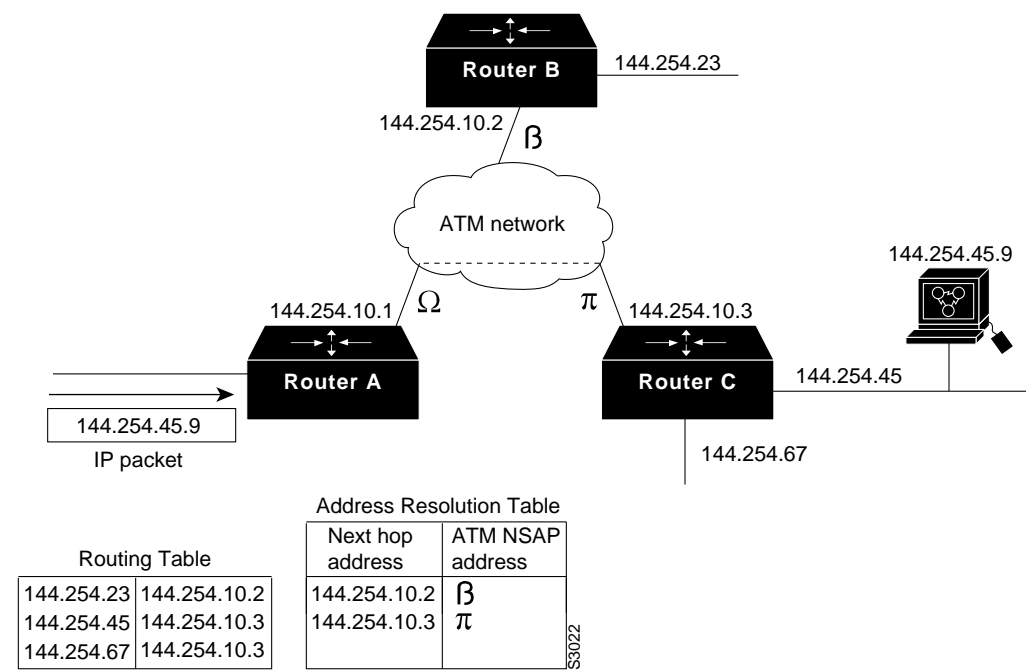 Router B
144.254.23
144.254.10.2
ß
ATM network
144.254.45.9
144.254.10.1
Ω
π
144.254.10.3
Router A
Router C
144.254.45
144.254.45.9
IP packet
144.254.67
Address Resolution Table
Next hop address
ATM NSAP address
Routing Table
144.254.23 144.254.10.2
144.254.45 144.254.10.3
144.254.67 144.254.10.3
144.254.10.2 ß
144.254.10.3 π
S3022